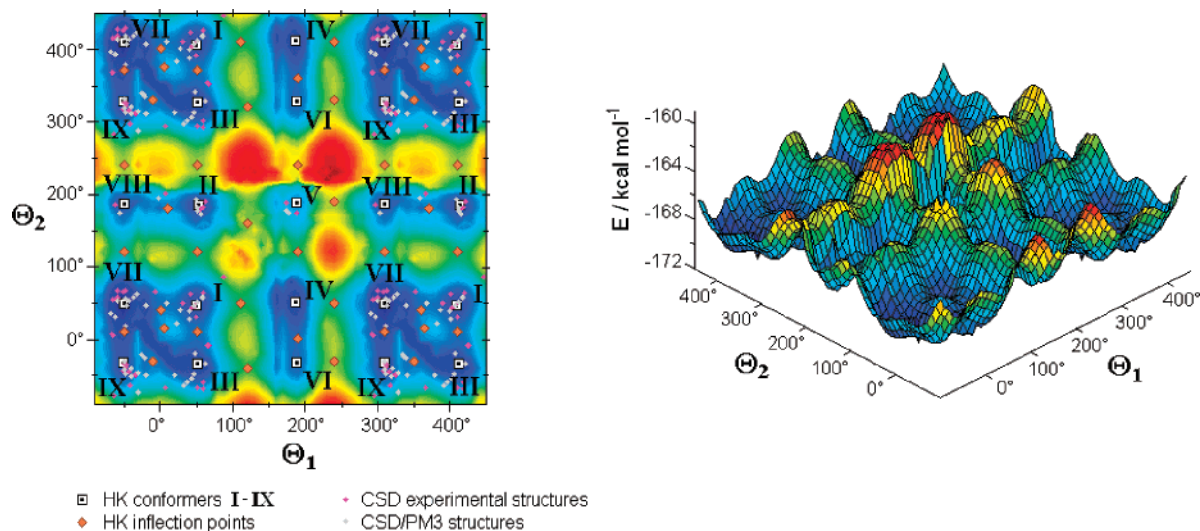 VII I IV VII I
400°
IX III VI IX III
300°
VIII II V VIII II
200°
Θ₂
100°
VII I IV VII I
0°
IX III VI IX III
0° 100° 200° 300° 400°
Θ₁
HK conformers I-IX
HK inflection points
CSD experimental structures
CSD/PM3 structures
E / kcal mol⁻¹
-160
-164
-168
-172
400°
300°
200°
100°
0°
Θ₂
0°
100°
200°
300°
400°
Θ₁